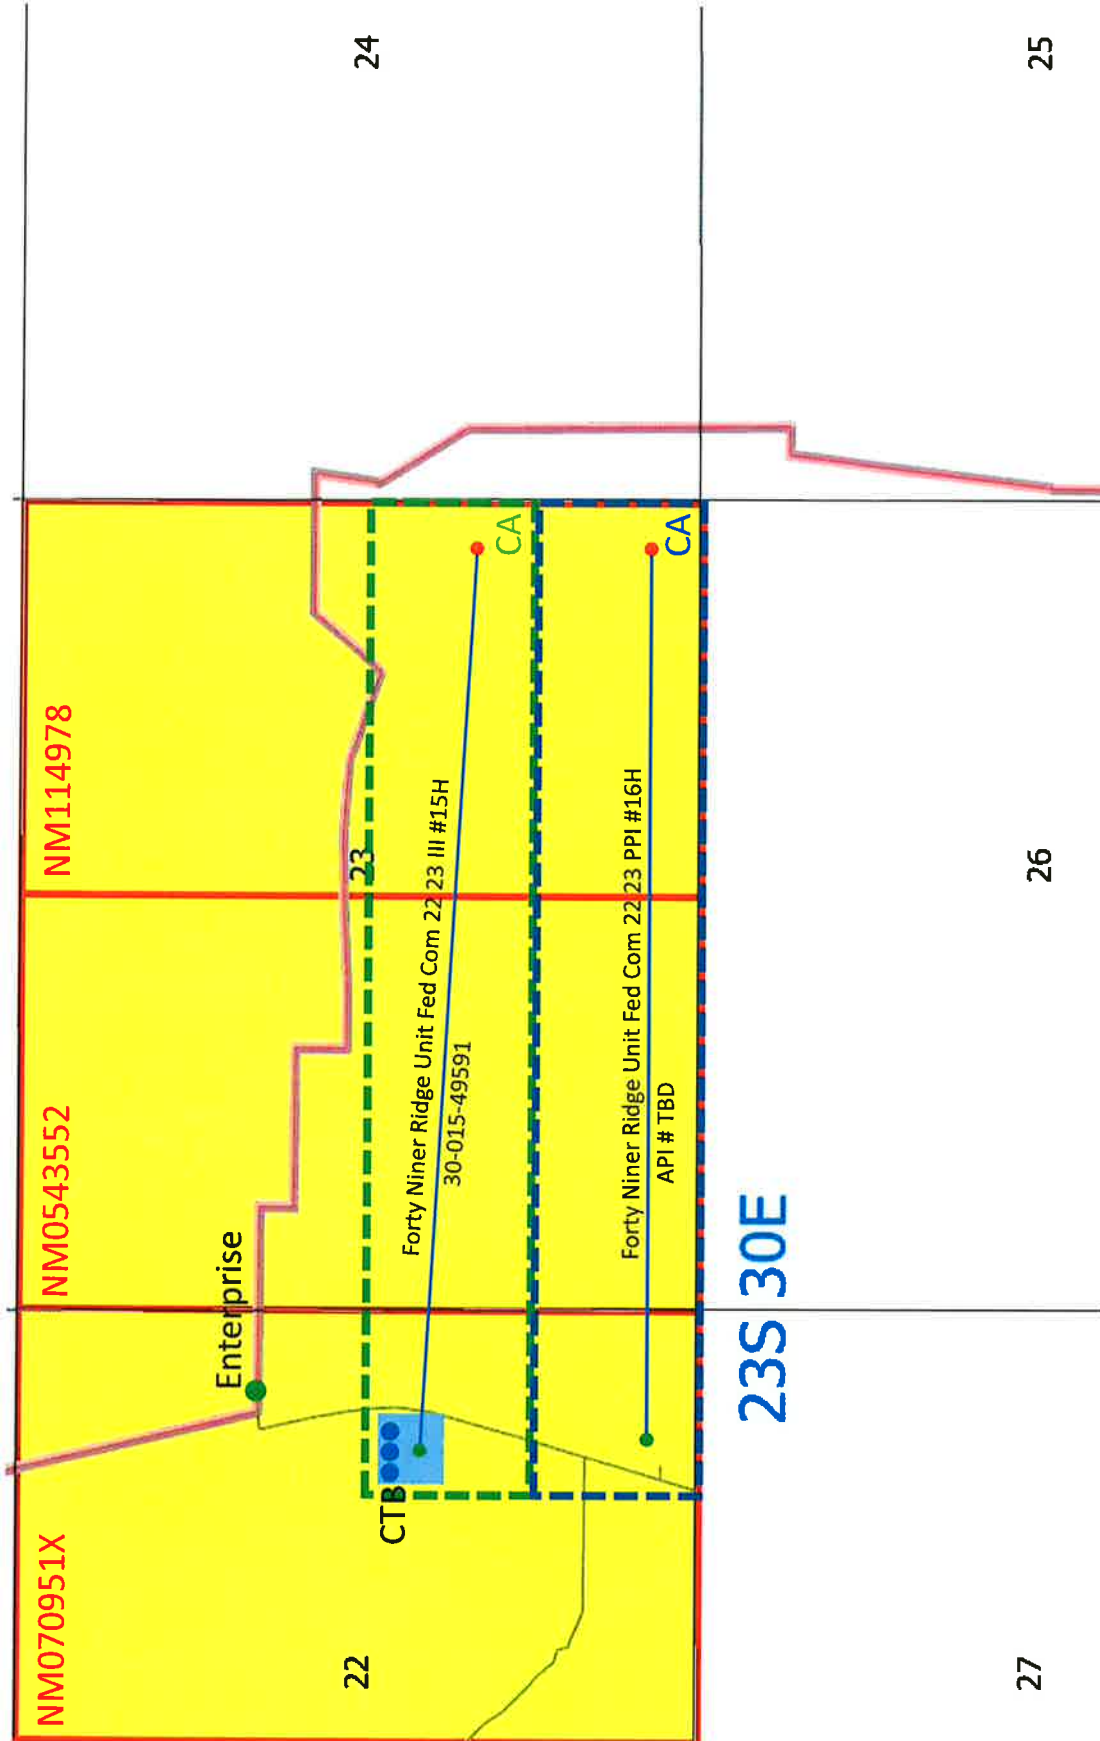 NM070951X
NM0543552
NM114978
Enterprise
22
23
24
CTB
Forty Niner Ridge Unit Fed Com 22 23 III #15H
30-015-49591
CA
Forty Niner Ridge Unit Fed Com 22 23 PPI #16H
API # TBD
CA
23S 30E
27
26
25